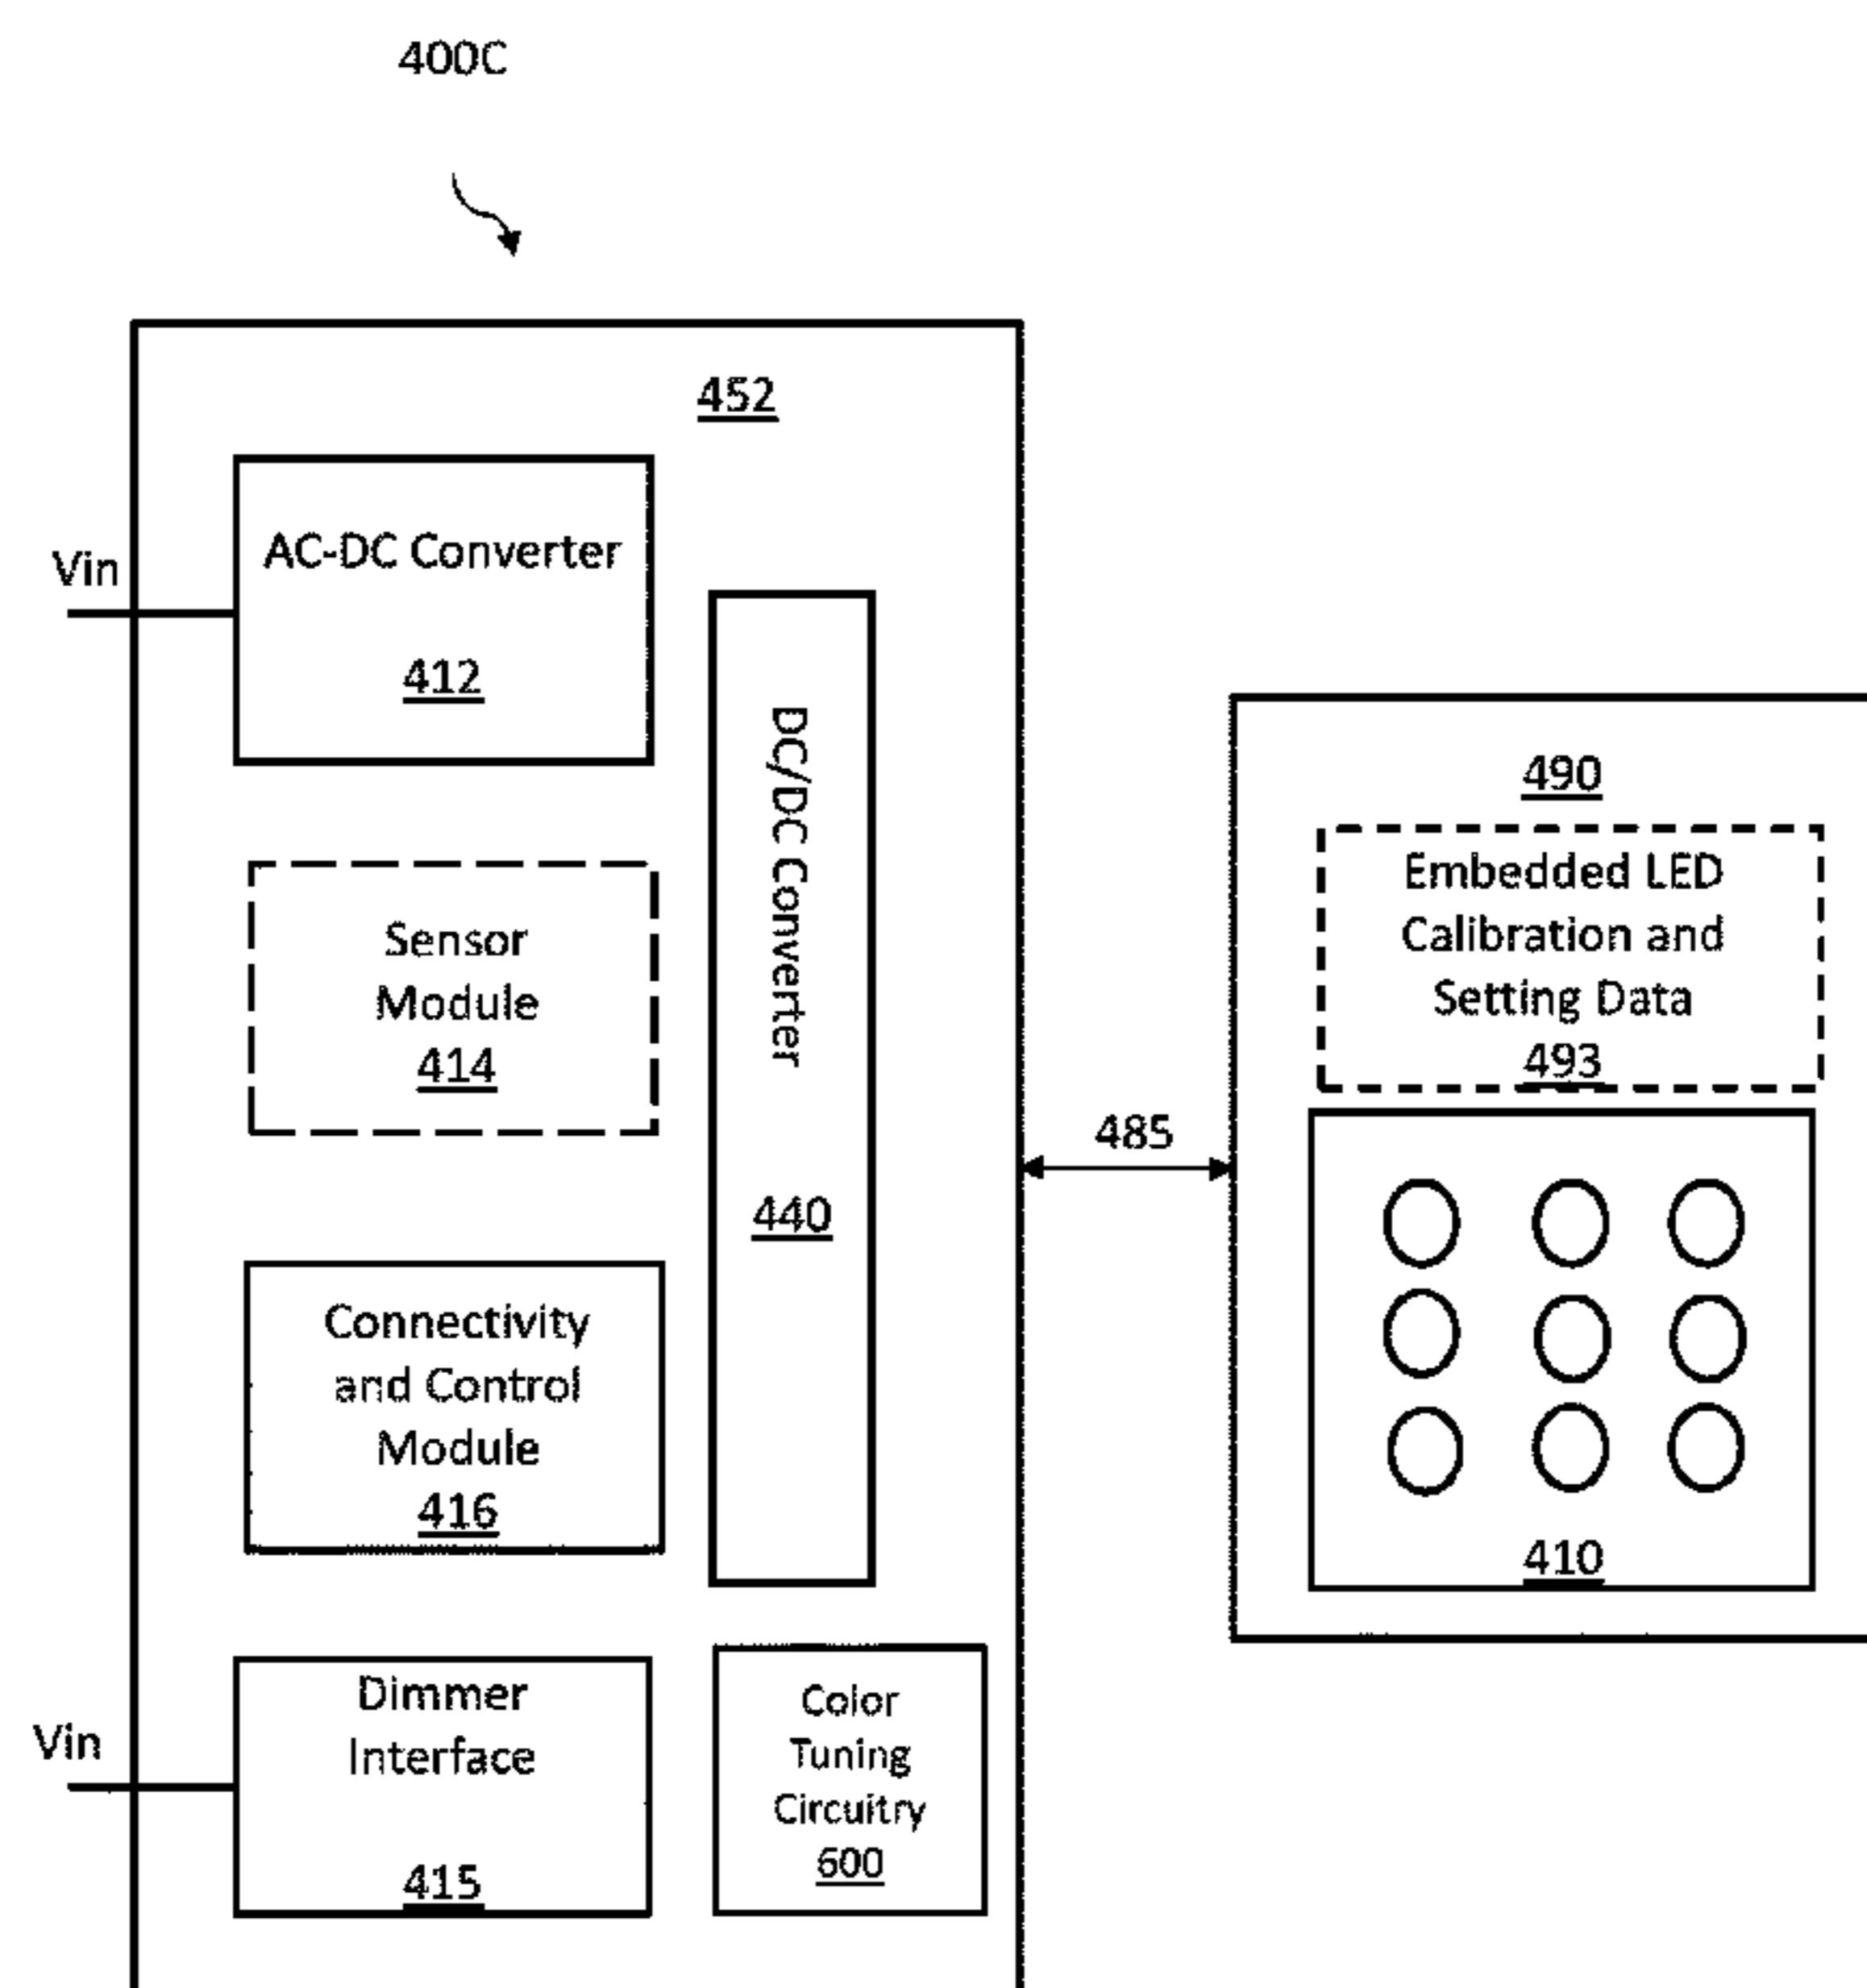 400C
452
Vin
AC-DC Converter
412
Sensor
Module
414
Connectivity
and Control
Module
416
Vin
Dimmer
Interface
415
DC/DC Converter
440
Color
Tuning
Circuitry
600
485
490
Embedded LED
Calibration and
Setting Data
493
410